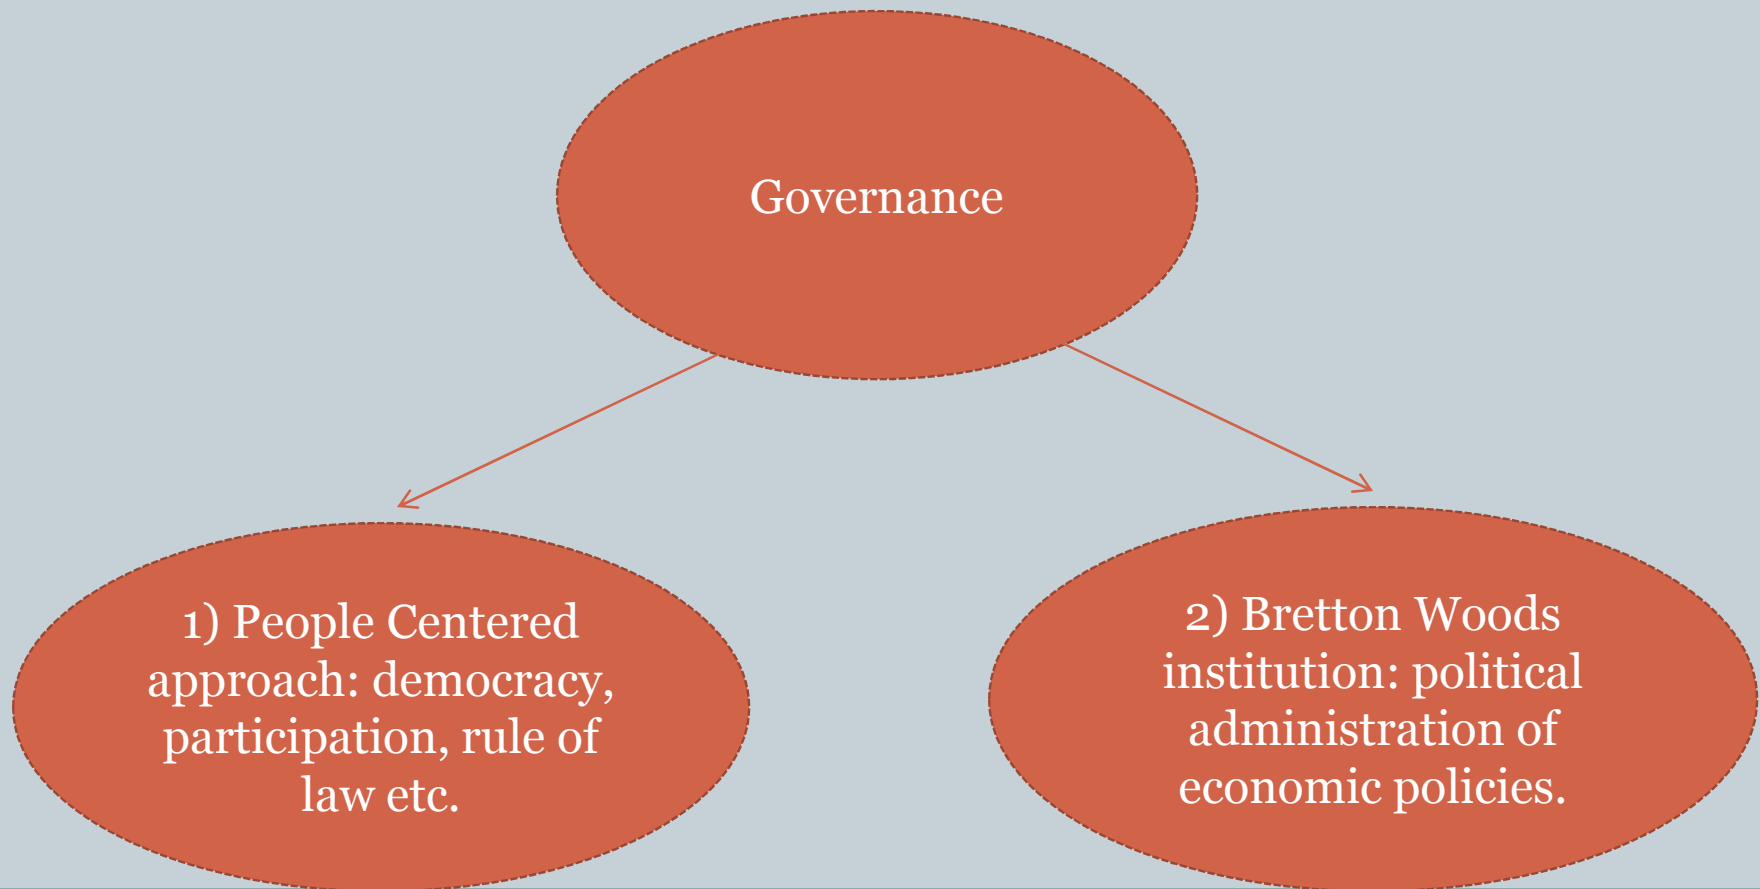 Governance
1) People Centered
approach: democracy,
participation, rule of
law etc.
2) Bretton Woods
institution: political
administration of
economic policies.